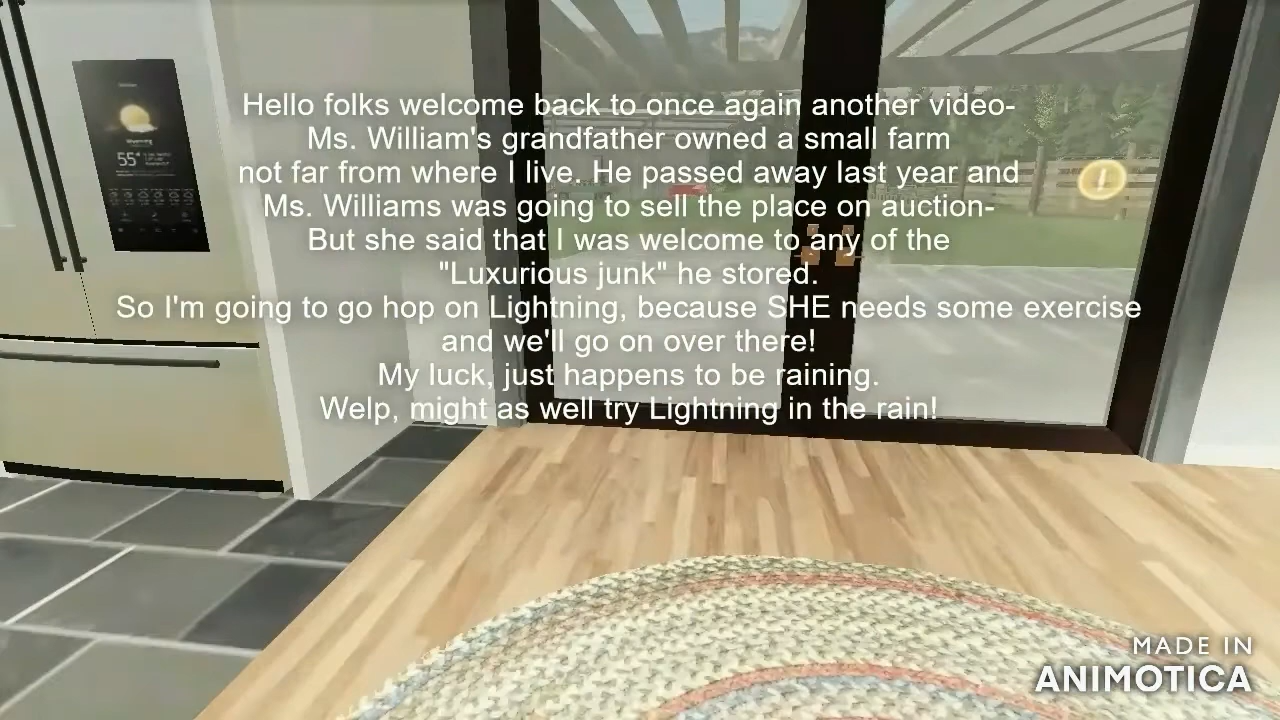 Hello folks welcome back to once again another video-
Ms. William's grandfather owned a small farm
not far from where I live. He passed away last year and
Ms. Williams was going to sell the place on auction-
But she said that I was welcome to any of the
"Luxurious junk" he stored.
So I'm going to go hop on Lightning, because SHE needs some exercise
and we'll go on over there!
My luck, just happens to be raining.
Welp, might as well try Lightning in the rain!
55°
MADE IN
ANIMOTICA